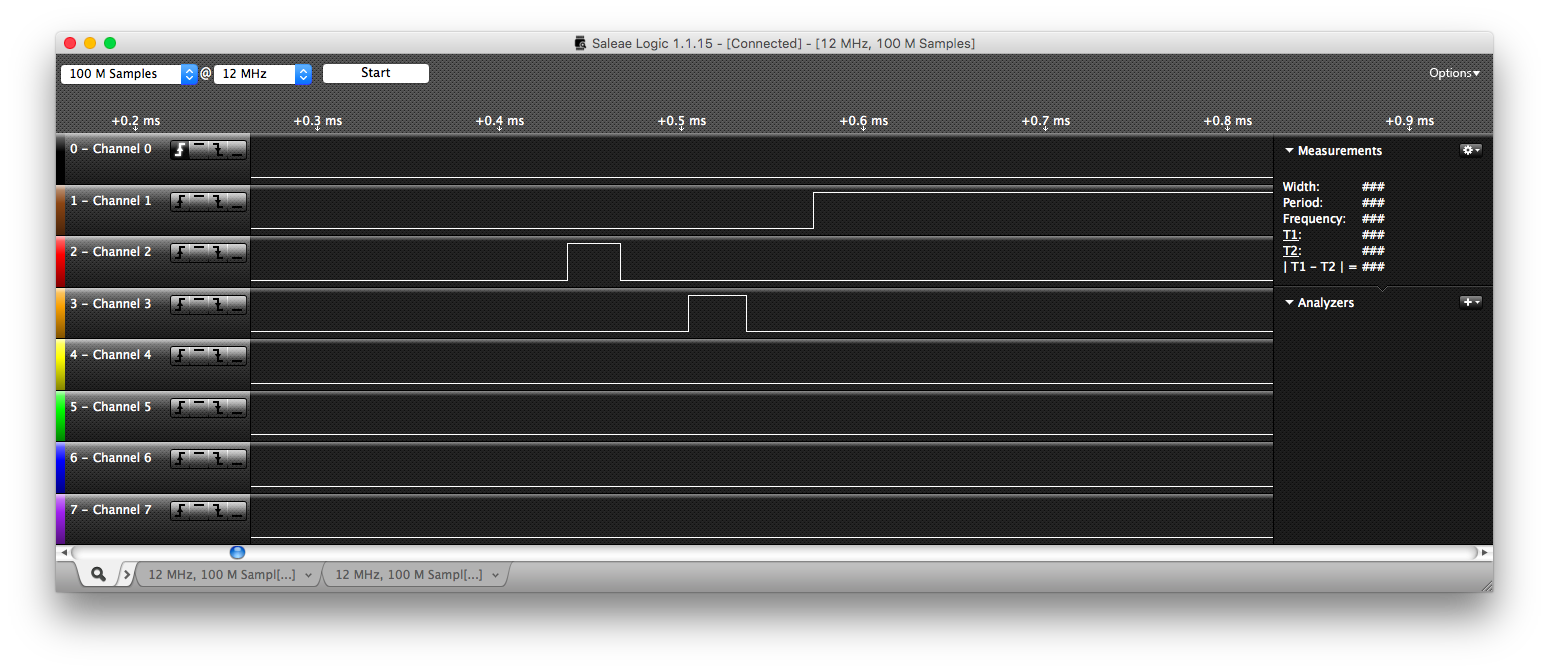 Saleae Logic 1.1.15 - [Connected] - [12 MHz, 100 M Samples]
100 M Samples @ 12 MHz Start Options▾
+0.2 ms +0.3 ms +0.4 ms +0.5 ms +0.6 ms +0.7 ms +0.8 ms +0.9 ms
0 – Channel 0
1 – Channel 1
2 – Channel 2
3 – Channel 3
4 – Channel 4
5 – Channel 5
6 – Channel 6
7 – Channel 7
Measurements
Width: ###
Period: ###
Frequency: ###
T1: ###
T2: ###
| T1 – T2 | = ###
Analyzers
12 MHz, 100 M Sampl[...] 12 MHz, 100 M Sampl[...]